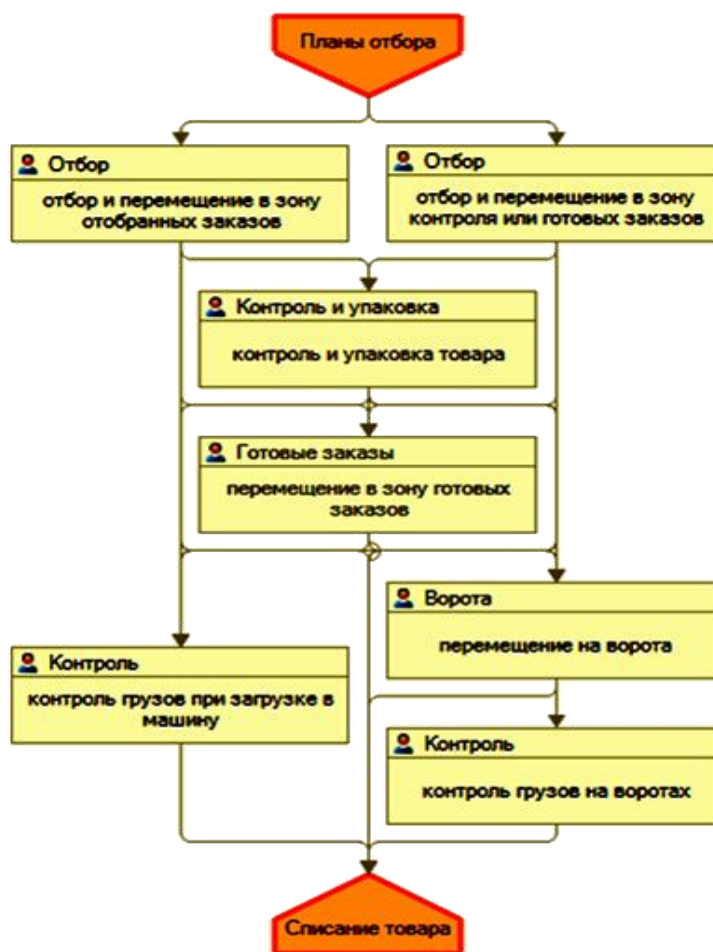 Планы отбора
Отбор
отбор и перемещение в зону
отобранных заказов
Отбор
отбор и перемещение в зону
контроля или готовых заказов
Контроль и упаковка
контроль и упаковка товара
Готовые заказы
перемещение в зону готовых
заказов
Ворота
перемещение на ворота
Контроль
контроль грузов при загрузке в
машину
Контроль
контроль грузов на воротах
Списание товара